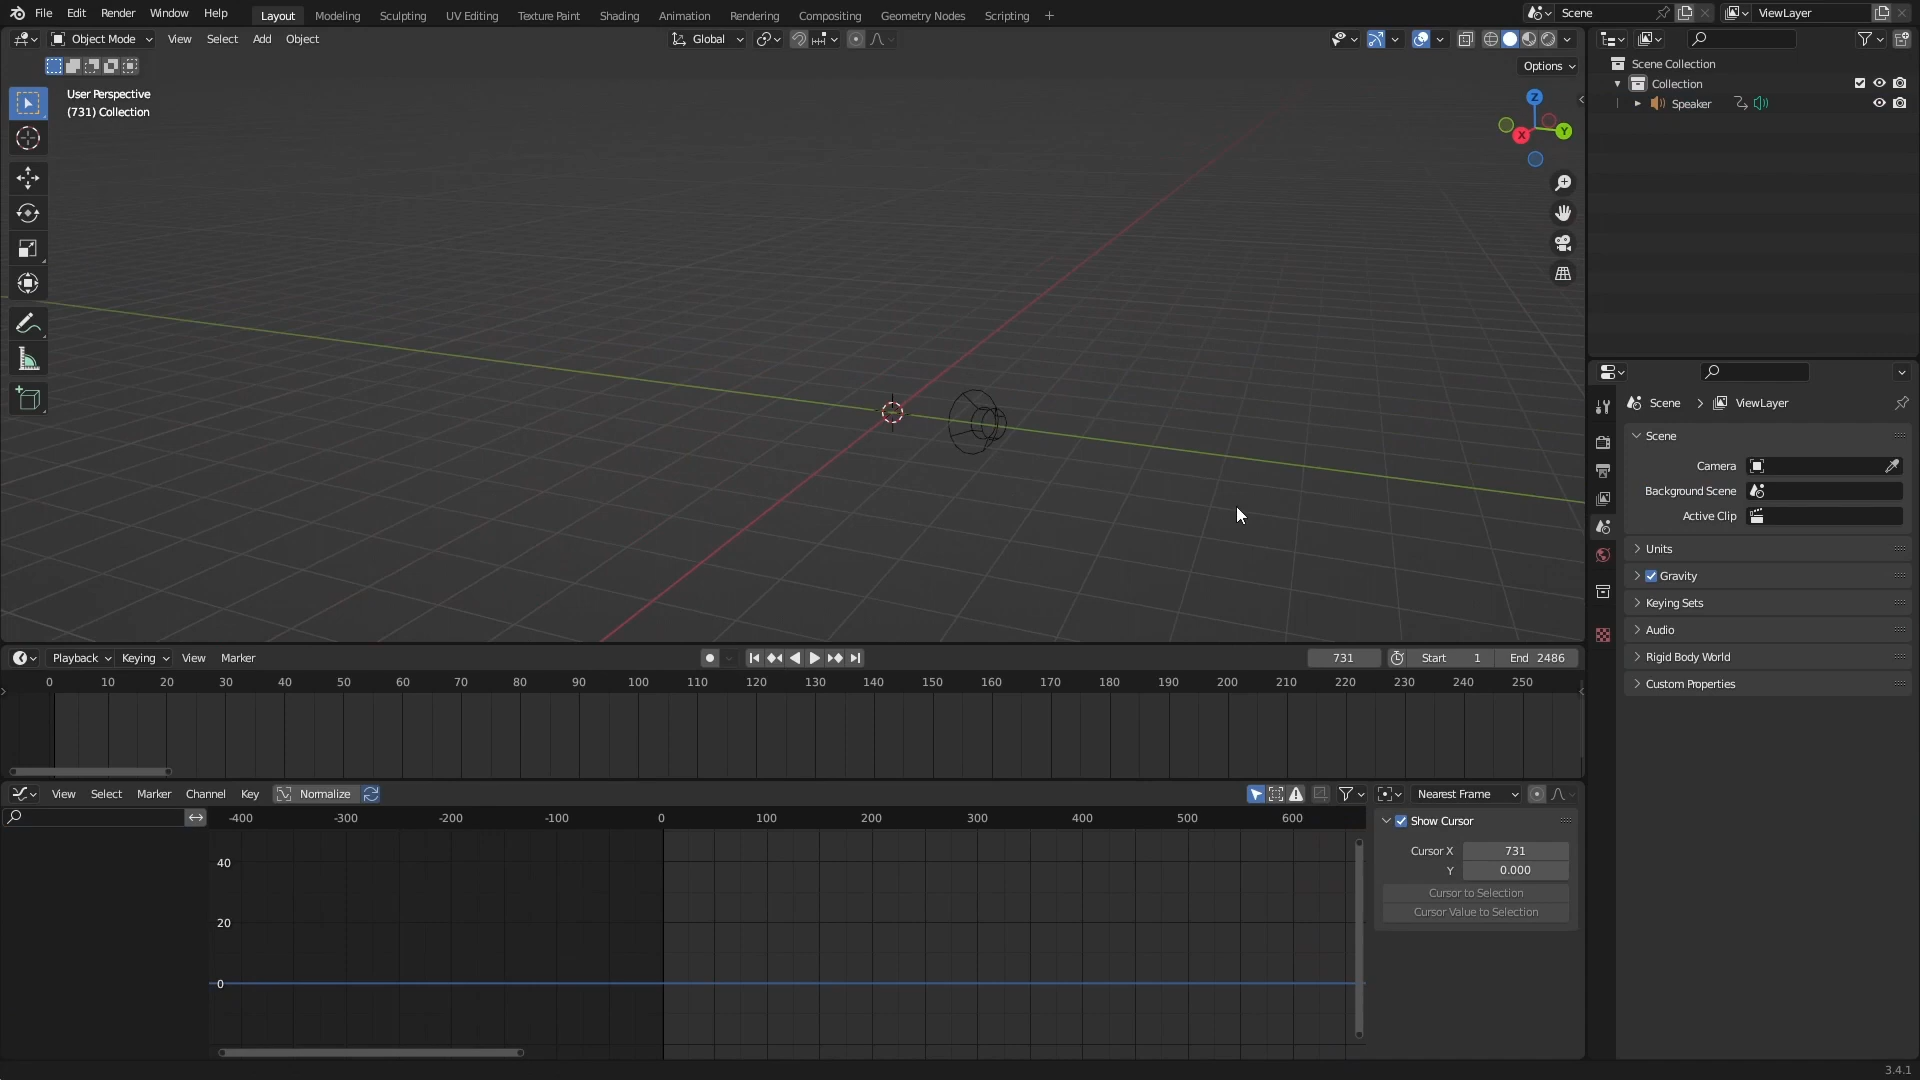 File Edit Render Window Help Layout Modeling Sculpting UV Editing Texture Paint Shading Animation Rendering Compositing Geometry Nodes Scripting + Scene ViewLayer
Object Mode View Select Add Object Global
Options
User Perspective
(731) Collection
Z
X
Y
Scene Collection
Collection
Speaker
Scene > ViewLayer
Scene
Camera
Background Scene
Active Clip
Units
Gravity
Keying Sets
Audio
Rigid Body World
Custom Properties
Playback Keying View Marker 731 Start 1 End 2486
0 10 20 30 40 50 60 70 80 90 100 110 120 130 140 150 160 170 180 190 200 210 220 230 240 250
View Select Marker Channel Key Normalize Nearest Frame
-400 -300 -200 -100 0 100 200 300 400 500 600
40
20
0
Show Cursor
Cursor X 731
Y 0.000
Cursor to Selection
Cursor Value to Selection
3.4.1